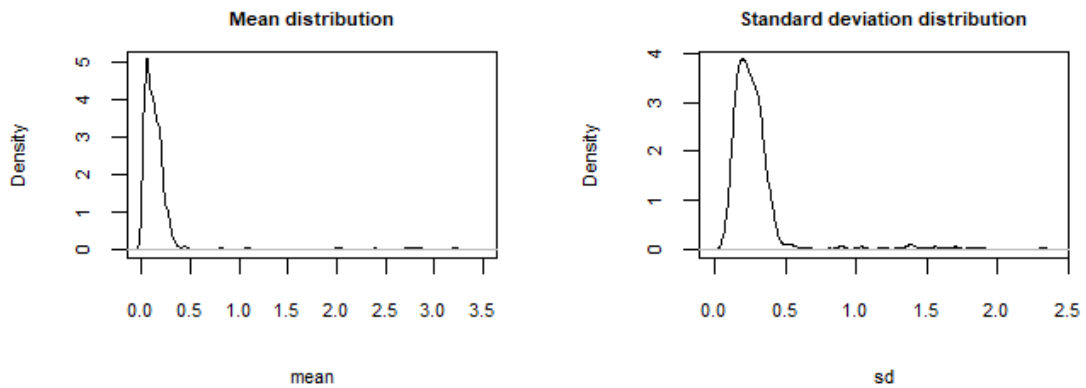 Mean distribution
Density
5
4
3
2
1
0
0.0 0.5 1.0 1.5 2.0 2.5 3.0 3.5
mean
Standard deviation distribution
Density
4
3
2
1
0
0.0 0.5 1.0 1.5 2.0 2.5
sd